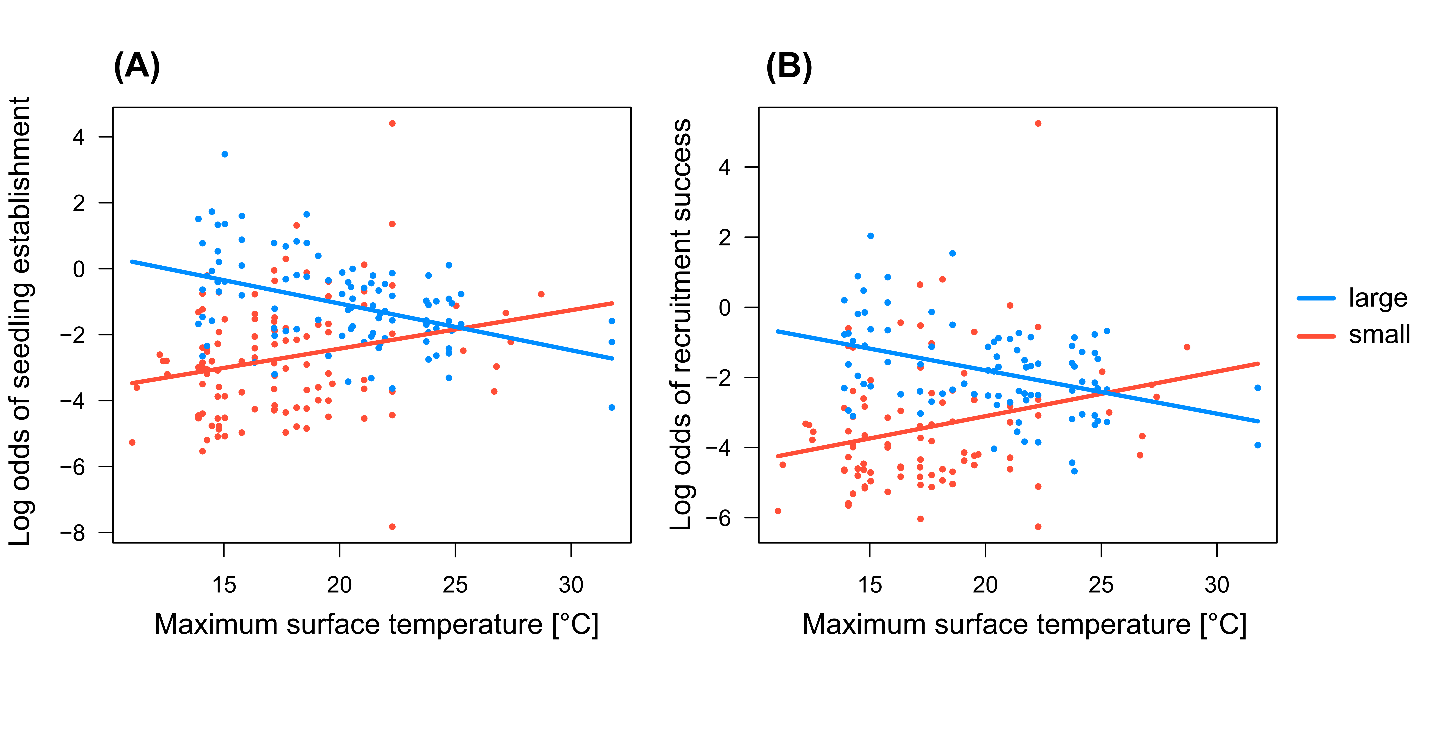 (A)
(B)
Log odds of seedling establishment
4
2
0
−2
−4
−6
−8
15
20
25
30
Maximum surface temperature [°C]
Log odds of recruitment success
4
2
0
−2
−4
−6
15
20
25
30
Maximum surface temperature [°C]
large
small